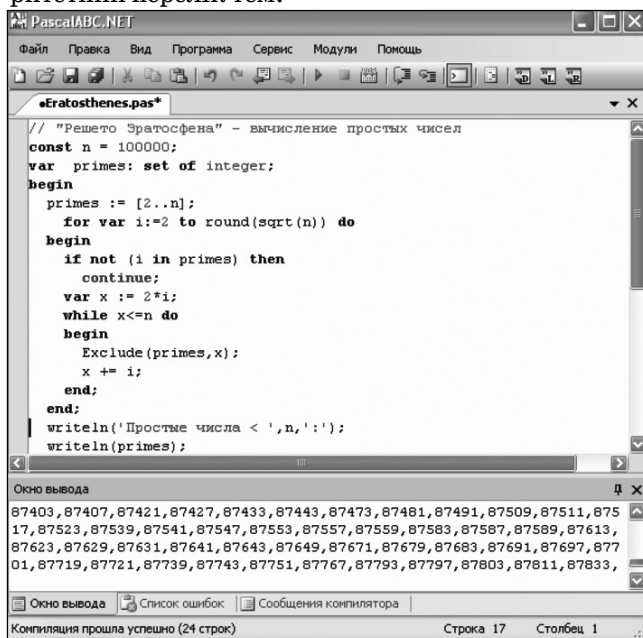 PascalABC.NET
Файл Правка Вид Программа Сервис Модули Помощь
•Eratosthenes.pas*
// "Решето Эратосфена" - вычисление простых чисел
const n = 100000;
var primes: set of integer;
begin
primes := [2..n];
for var i:=2 to round(sqrt(n)) do
begin
if not (i in primes) then
continue;
var x := 2*i;
while x<=n do
begin
Exclude(primes,x);
x += i;
end;
end;
writeln('Простые числа < ',n,':');
writeln(primes);
Окно вывода
87403,87407,87421,87427,87433,87443,87473,87481,87491,87509,87511,875
17,87523,87539,87541,87547,87553,87557,87559,87583,87587,87589,87613,
87623,87629,87631,87641,87643,87649,87671,87679,87683,87691,87697,877
01,87719,87721,87739,87743,87751,87767,87793,87797,87803,87811,87833,
Окно вывода Список ошибок Сообщения компилятора
Компиляция прошла успешно (24 строк) Строка 17 Столбец 1